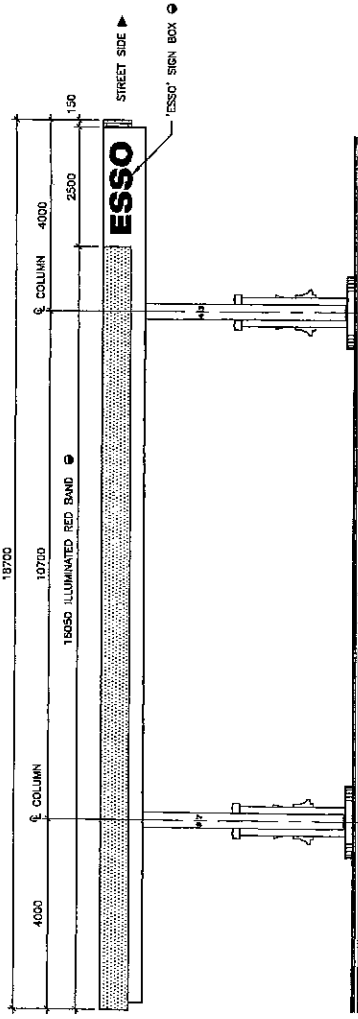 18700
4000
℄ COLUMN
10700
℄ COLUMN
4000
16050 ILLUMINATED RED BAND
2500
150
STREET SIDE
ESSO
'ESSO' SIGN BOX